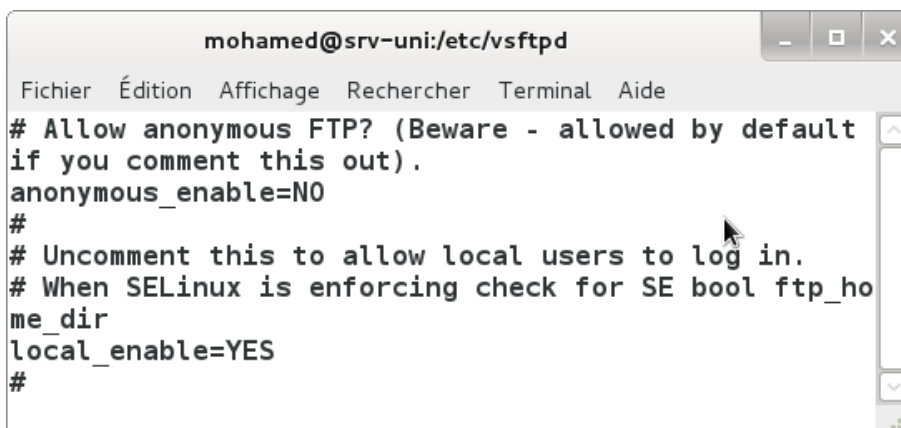 mohamed@srv-uni:/etc/vsftpd
Fichier Édition Affichage Rechercher Terminal Aide
# Allow anonymous FTP? (Beware - allowed by default
if you comment this out).
anonymous_enable=NO
#
# Uncomment this to allow local users to log in.
# When SELinux is enforcing check for SE bool ftp_ho
me_dir
local_enable=YES
#